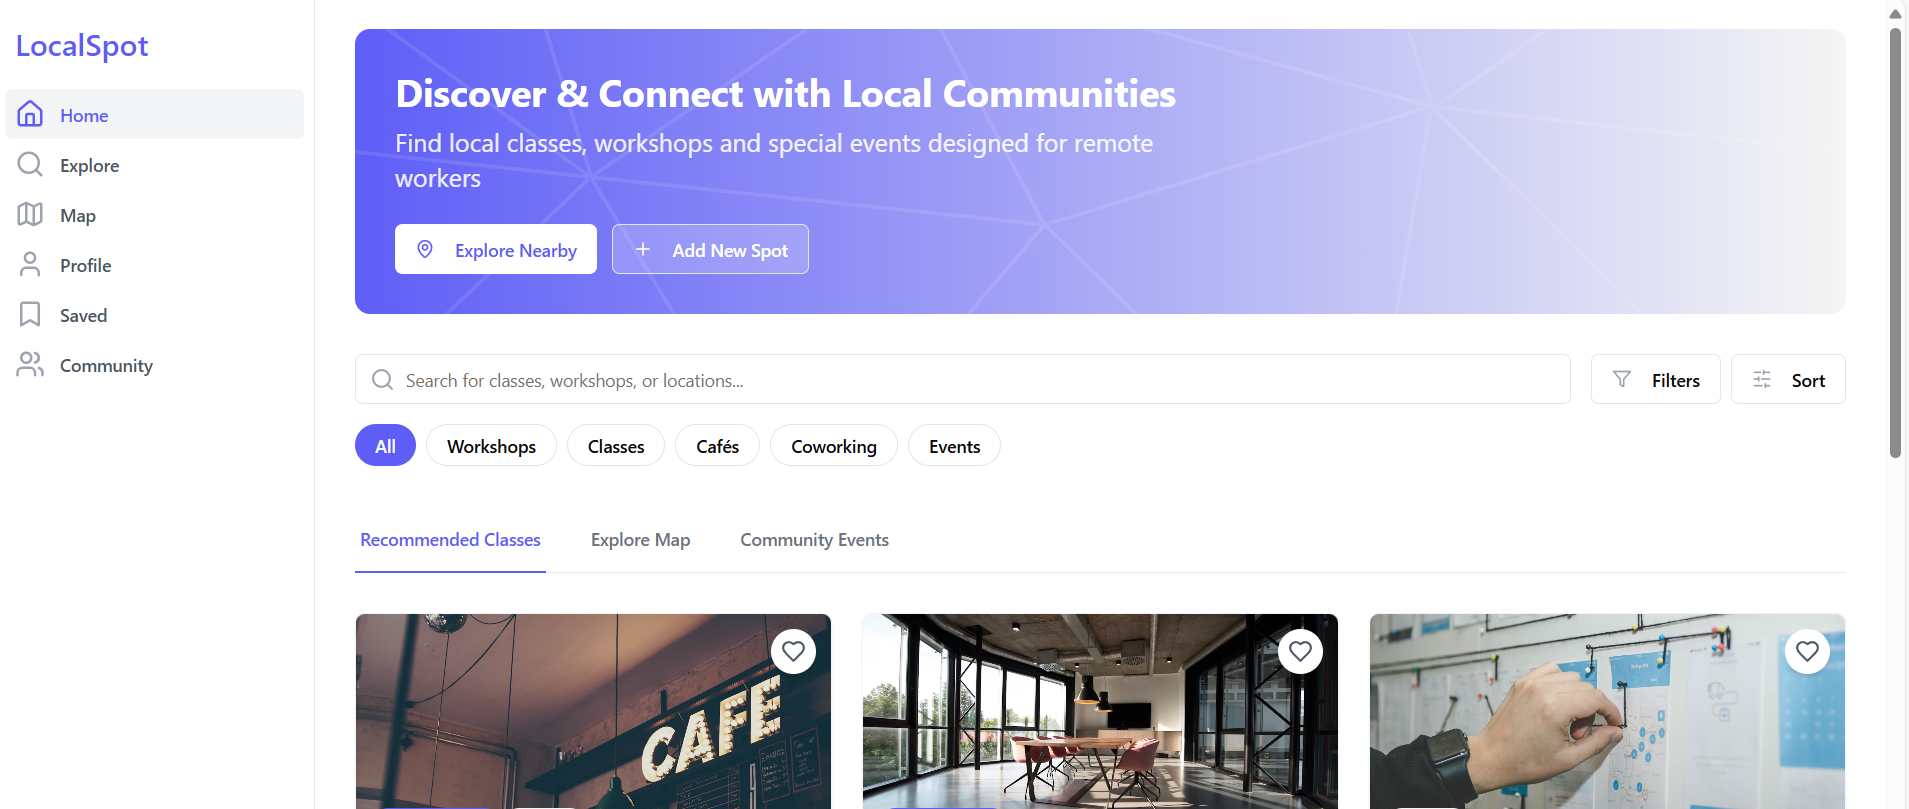 LocalSpot
Home
Explore
Map
Profile
Saved
Community
Discover & Connect with Local Communities
Find local classes, workshops and special events designed for remote
workers
Explore Nearby
Add New Spot
Search for classes, workshops, or locations...
Filters
Sort
All
Workshops
Classes
Cafés
Coworking
Events
Recommended Classes
Explore Map
Community Events
CAFE